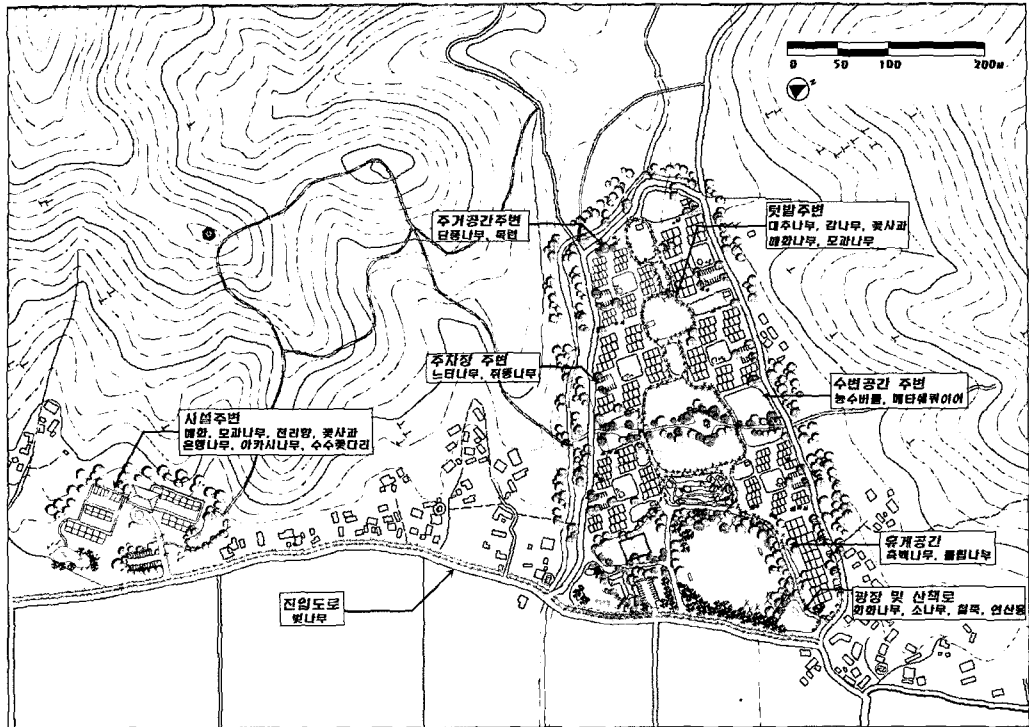 0 50 100 200M
N
주거공간주변
단풍나무, 목련
텃밭주변
대추나무, 감나무, 꽃사과
매화나무, 모과나무
주차장 주변
느티나무, 쥐똥나무
수변공간 주변
능수버들, 메타쉐쿼이어
시설주변
매화, 모과나무, 천리향, 꽃사과
은행나무, 아카시나무, 수수꽃다리
휴게공간
측백나무, 튤립나무
진입도로
벚나무
광장 및 산책로
회화나무, 소나무, 철쭉, 연산홍